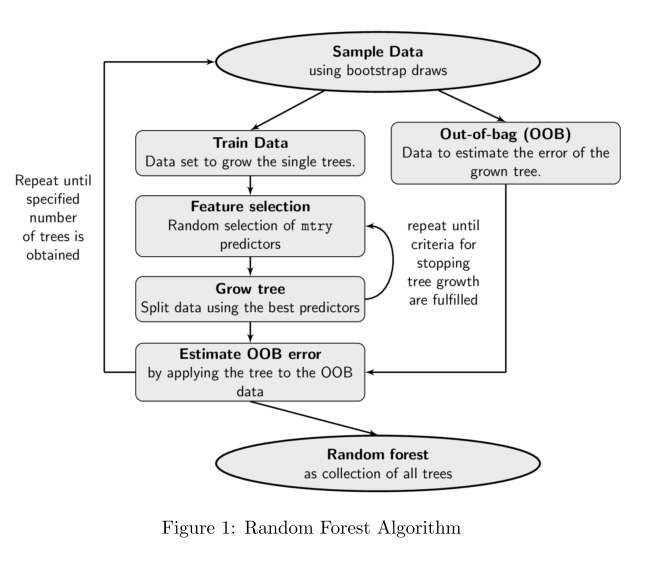 Sample Data
using bootstrap draws
Train Data
Data set to grow the single trees.
Out-of-bag (OOB)
Data to estimate the error of the
grown tree.
Repeat until
specified
number
of trees is
obtained
Feature selection
Random selection of mtry
predictors
repeat until
criteria for
stopping
tree growth
are fulfilled
Grow tree
Split data using the best predictors
Estimate OOB error
by applying the tree to the OOB
data
Random forest
as collection of all trees
Figure 1: Random Forest Algorithm